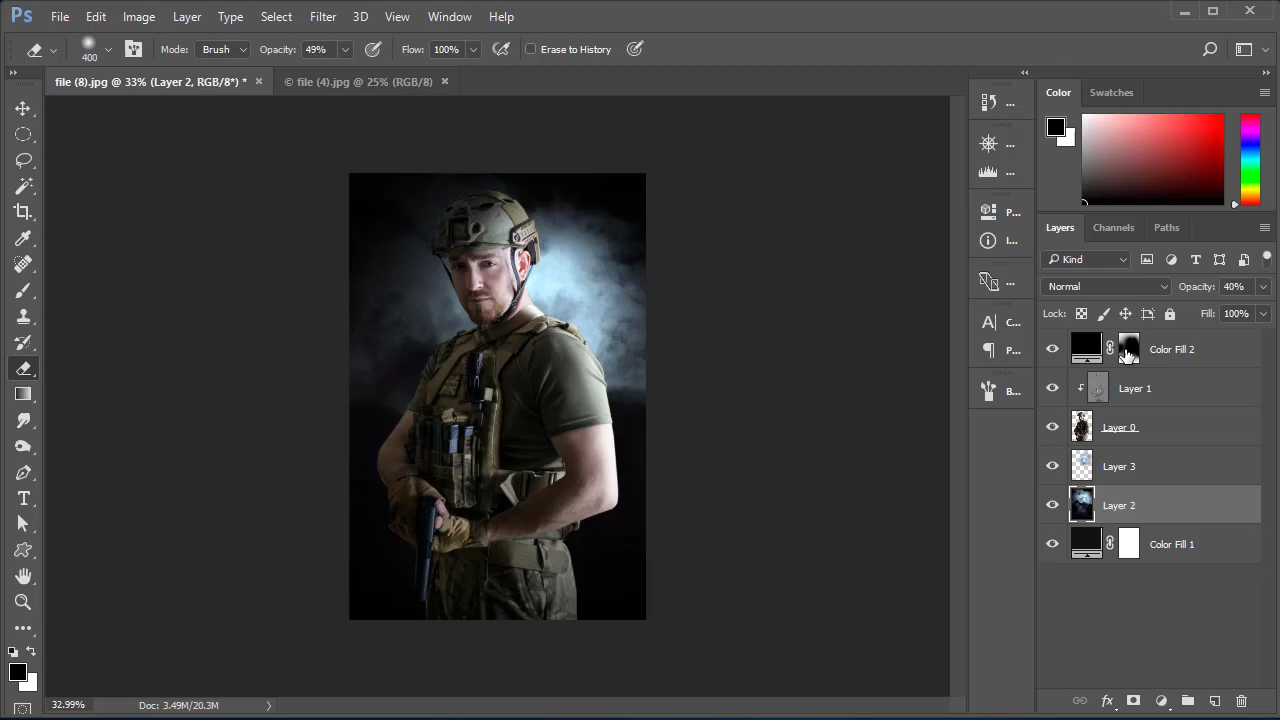 Ps File Edit Image Layer Type Select Filter 3D View Window Help
400 Mode: Brush Opacity: 49% Flow: 100% Erase to History
file (8).jpg @ 33% (Layer 2, RGB/8*) * × © file (4).jpg @ 25% (RGB/8) ×
Color Swatches
...
...
...
P...
I...
...
C...
P...
B...
Layers Channels Paths
Kind
Normal Opacity: 40%
Lock: Fill: 100%
Color Fill 2
Layer 1
Layer 0
Layer 3
Layer 2
Color Fill 1
32.99% Doc: 3.49M/20.3M